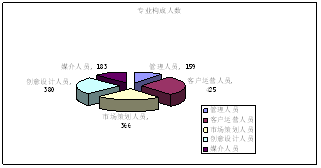 专业构成人数
媒介人员, 183
管理人员, 159
创意设计人员,
380
客户运营人员,
425
市场策划人员,
366
管理人员
客户运营人员
市场策划人员
创意设计人员
媒介人员